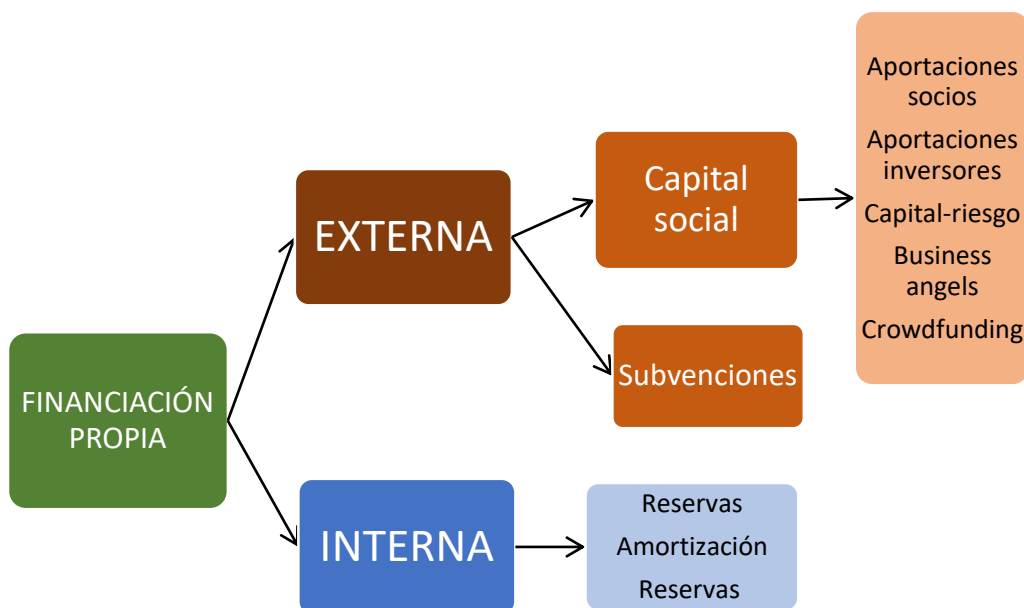 FINANCIACIÓN
PROPIA
EXTERNA
Capital
social
Aportaciones
socios
Aportaciones
inversores
Capital-riesgo
Business
angels
Crowdfunding
Subvenciones
INTERNA
Reservas
Amortización
Reservas